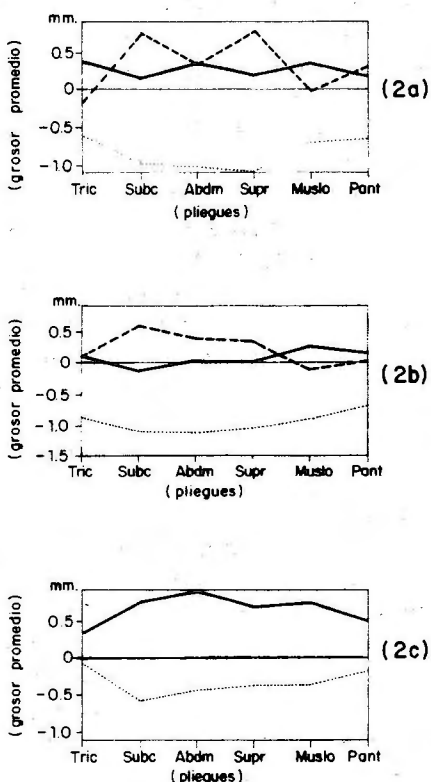 mm.
0.5
0
-0.5
-1.0
(grosor promedio)
Tric Subc Abdm Supr Muslo Pant
(pliegues)
(2a)
mm.
0.5
0
-0.5
-1.0
-1.5
(grosor promedio)
Tric Subc Abdm Supr Muslo Pant
(pliegues)
(2b)
mm.
0.5
0
-0.5
-1.0
(grosor promedio)
Tric Subc Abdm Supr Muslo Pant
(pliegues)
(2c)